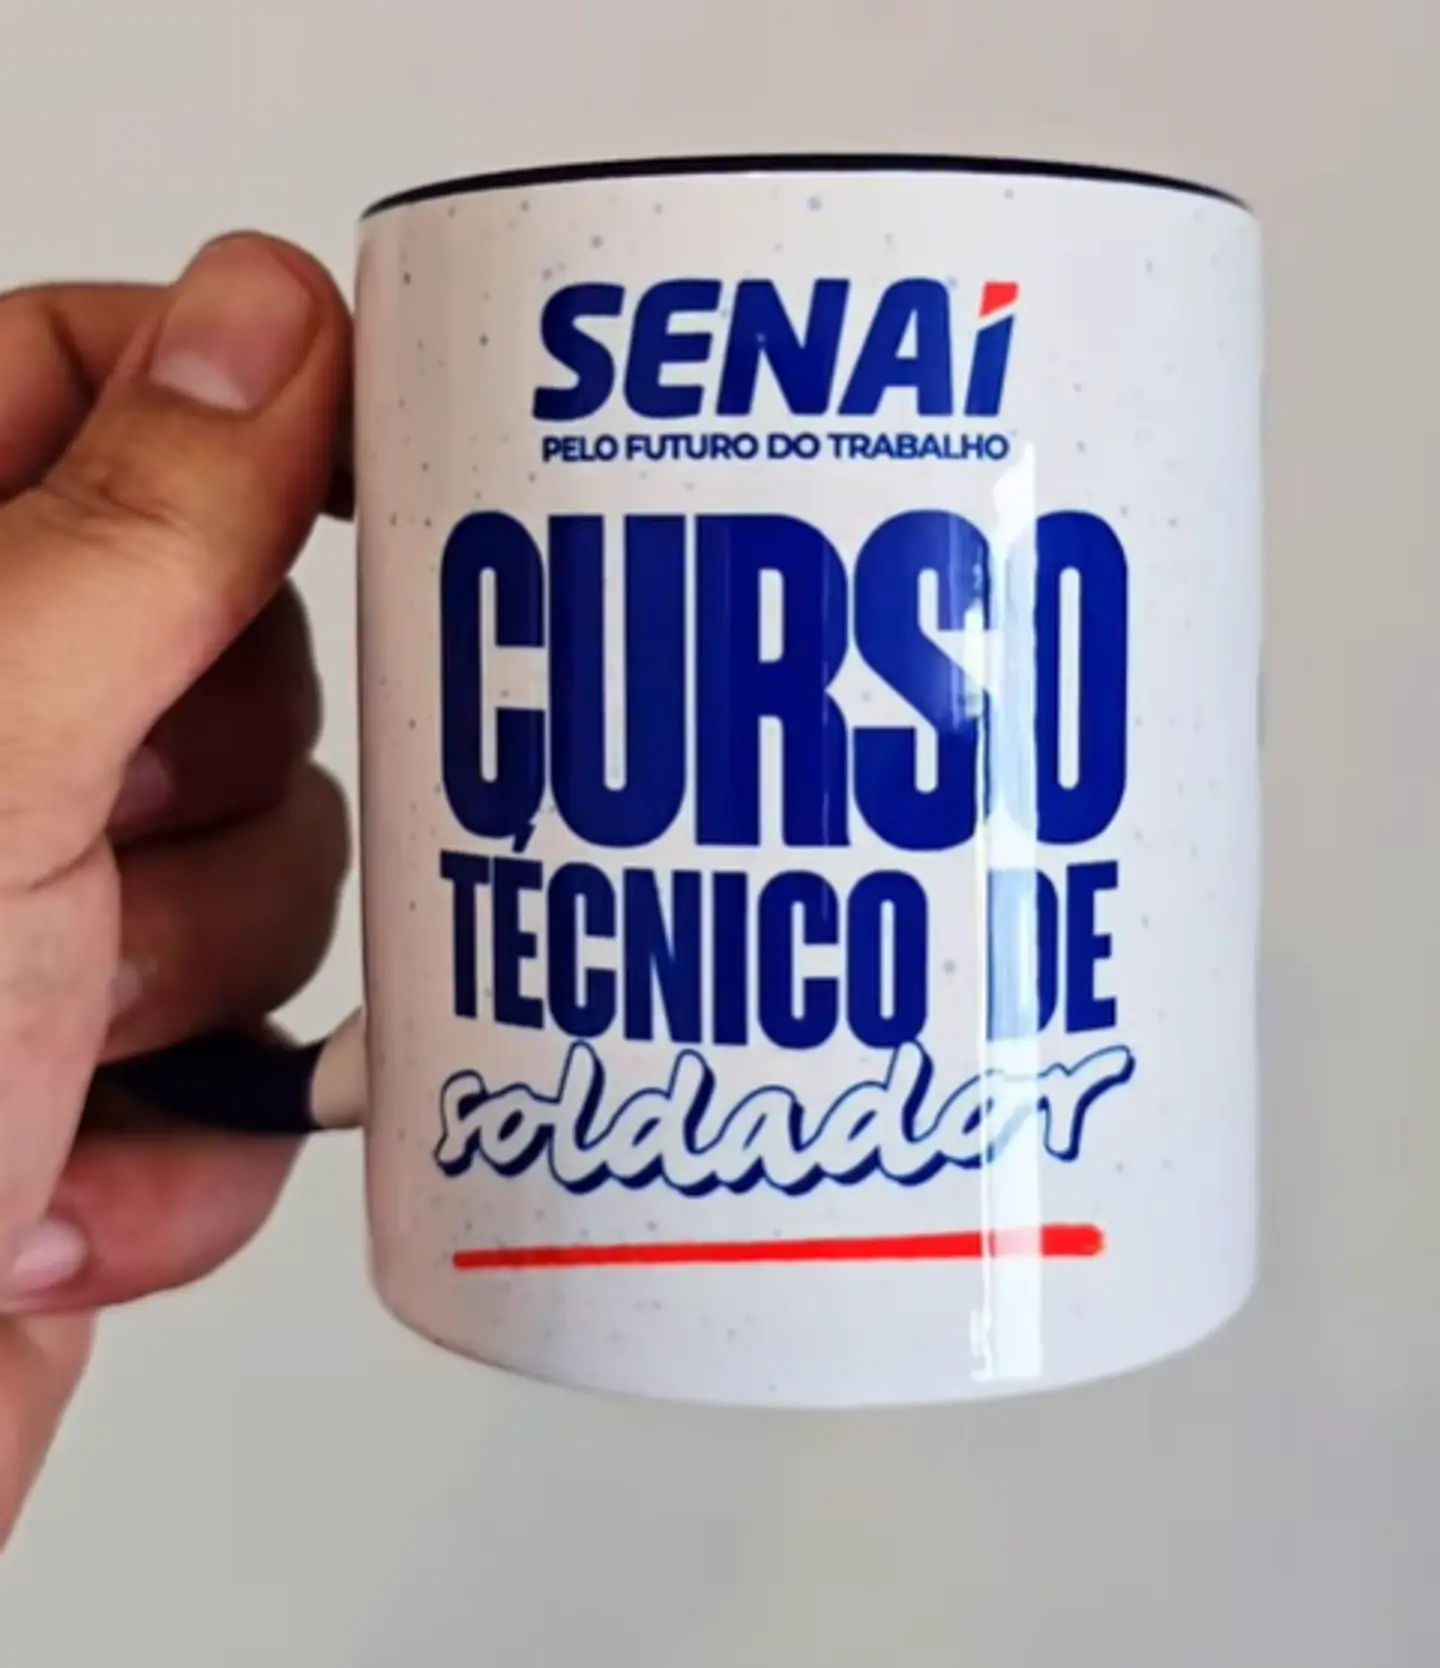 SENAI
PELO FUTURO DO TRABALHO
CURSO
TÉCNICO DE
soldador